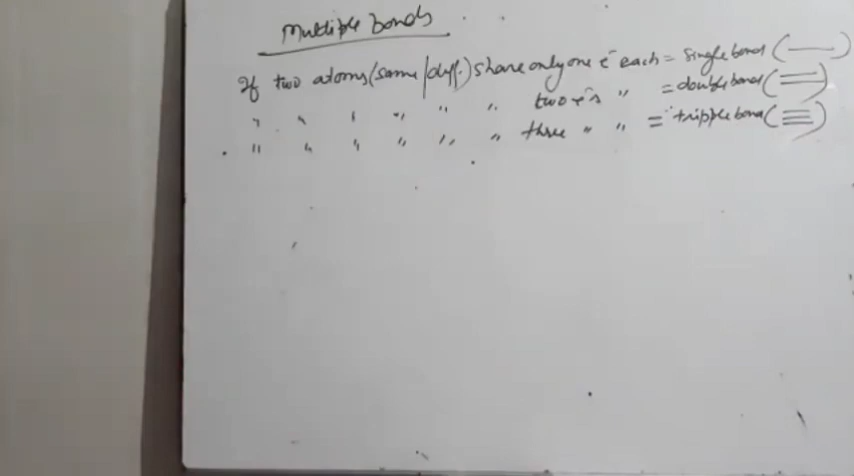 Multiple bonds
If two atoms (same/diff.) share only one e⁻ each = single bond (—)
" " " " " " two e⁻s " = double bond (=)
" " " " " " three " " = tripple bond (≡)